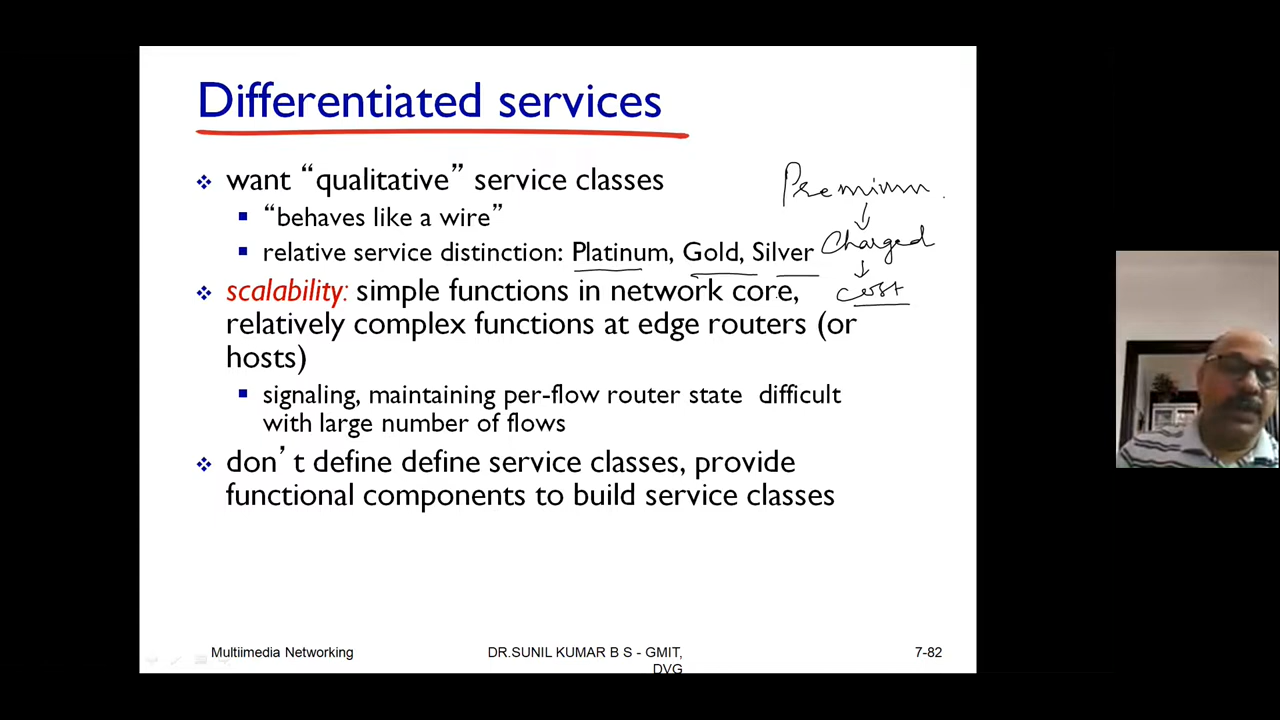 Differentiated services
want “qualitative” service classes
“behaves like a wire”
relative service distinction: Platinum, Gold, Silver
Premium.
Charged
cost
scalability: simple functions in network core,
relatively complex functions at edge routers (or
hosts)
signaling, maintaining per-flow router state difficult
with large number of flows
don’t define define service classes, provide
functional components to build service classes
Multiimedia Networking
DR.SUNIL KUMAR B S - GMIT,
DVG
7-82